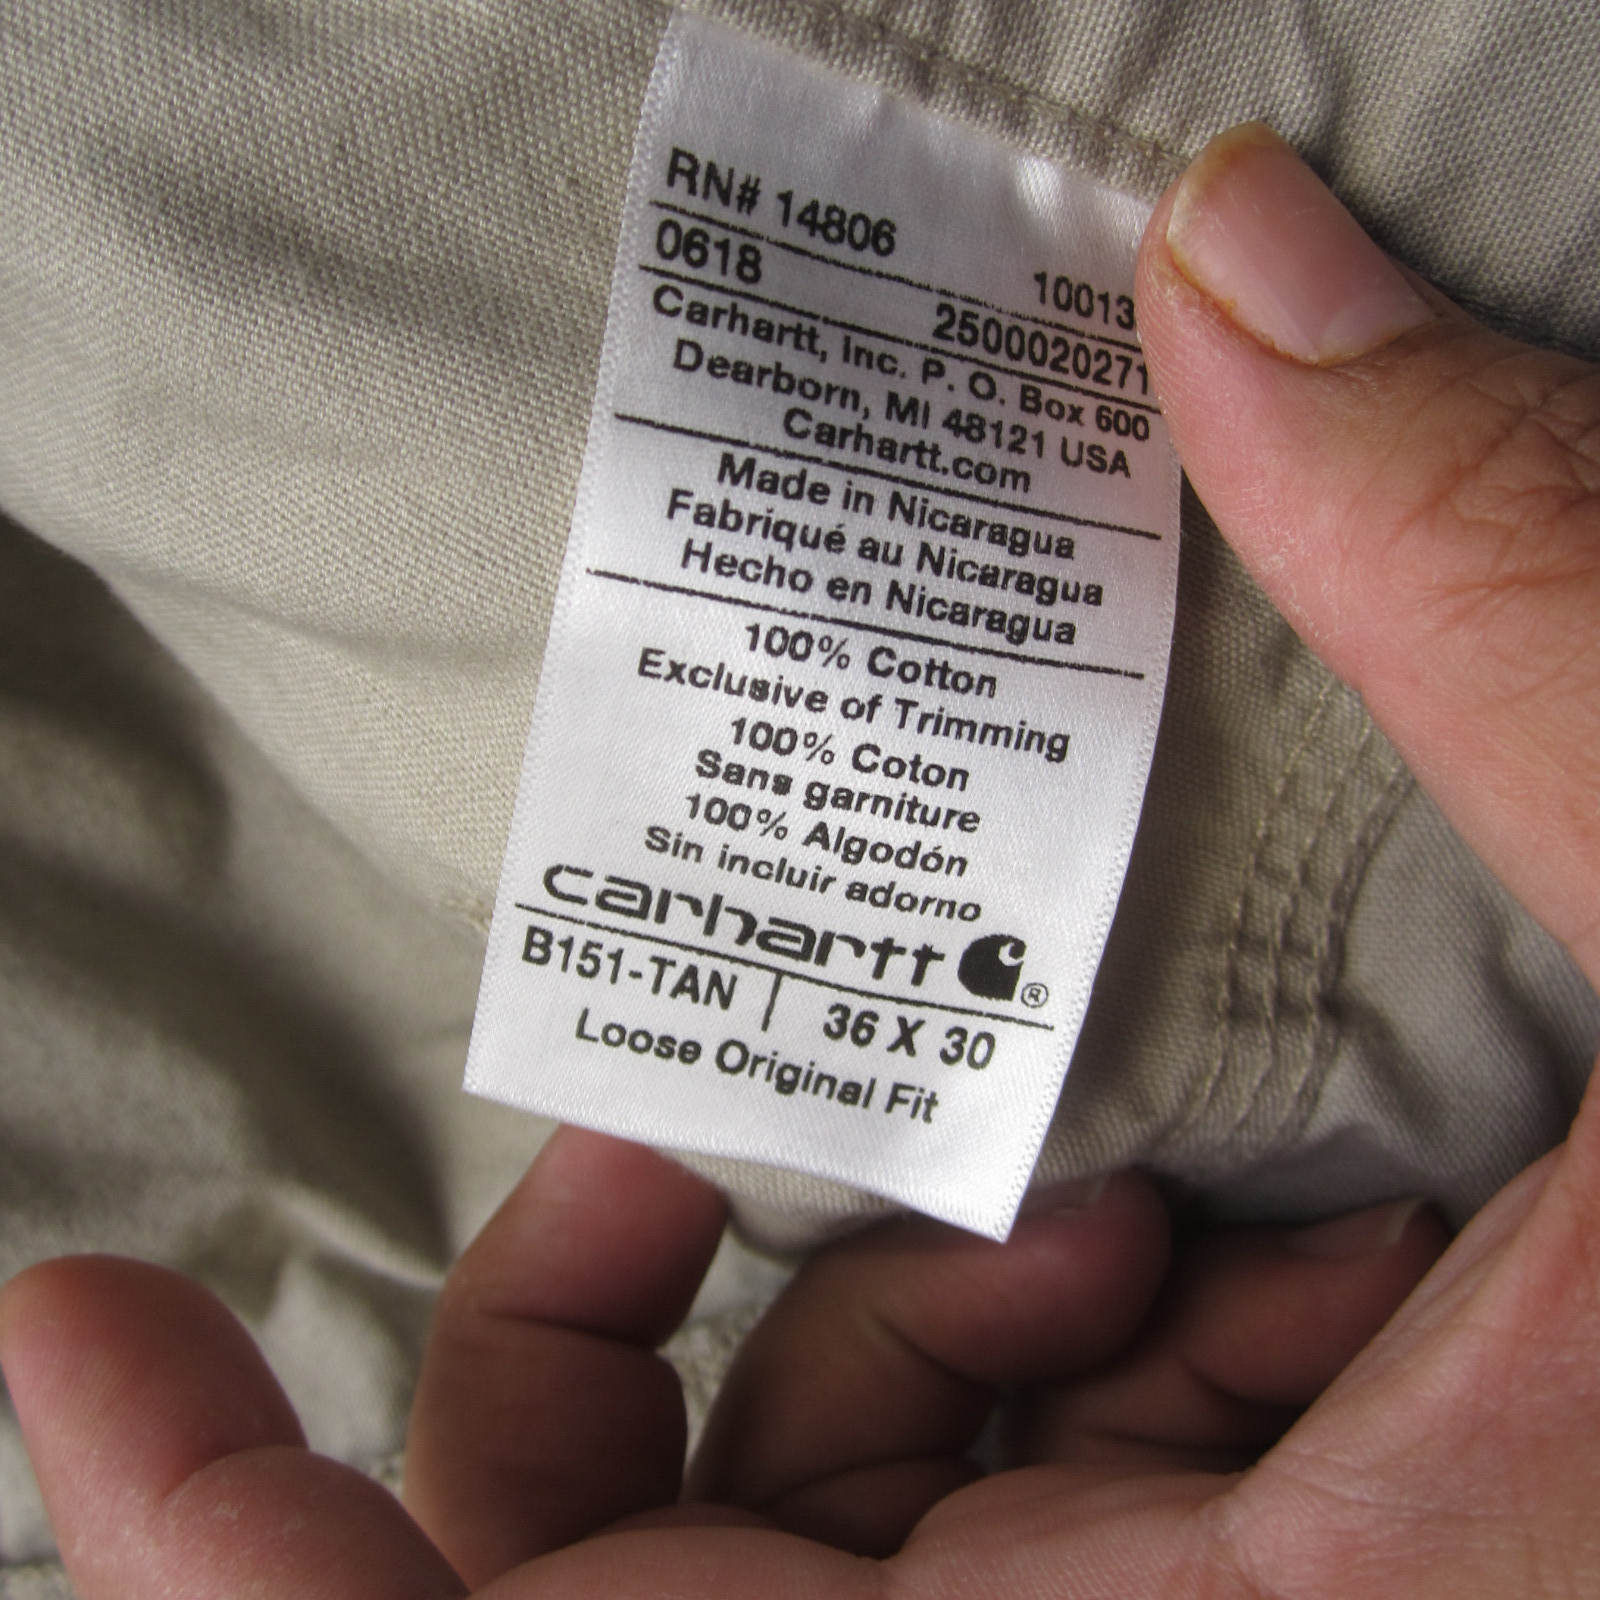 RN# 14806
10013
0618
2500020271
Carhartt, Inc. P. O. Box 600
Dearborn, MI 48121 USA
Carhartt.com
Made in Nicaragua
Fabriqué au Nicaragua
Hecho en Nicaragua
100% Cotton
Exclusive of Trimming
100% Coton
Sans garniture
100% Algodón
Sin incluir adorno
carhartt ®
B151-TAN | 36 X 30
Loose Original Fit